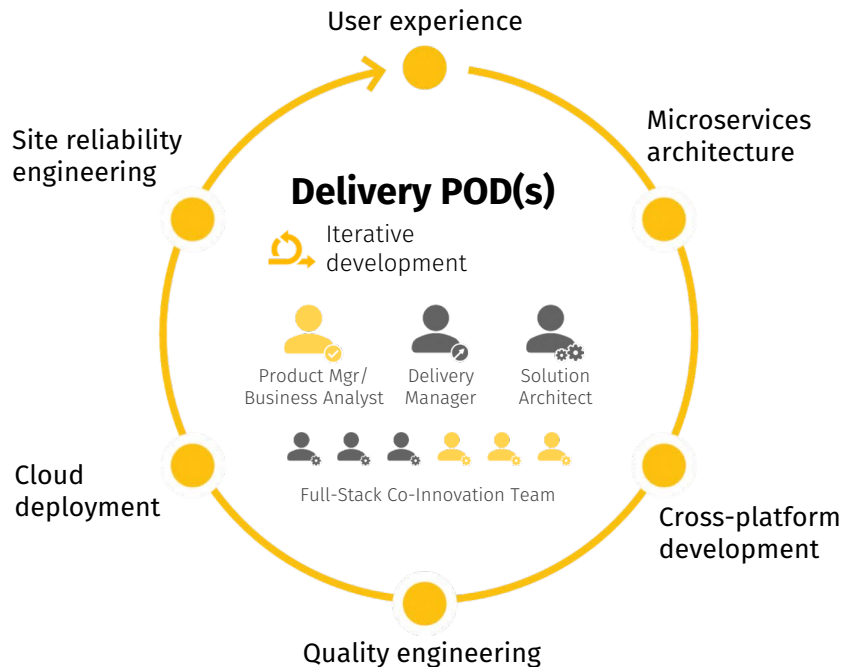 User experience
Microservices
architecture
Site reliability
engineering
Delivery POD(s)
Iterative
development
Product Mgr/
Business Analyst
Delivery
Manager
Solution
Architect
Full-Stack Co-Innovation Team
Cloud
deployment
Cross-platform
development
Quality engineering